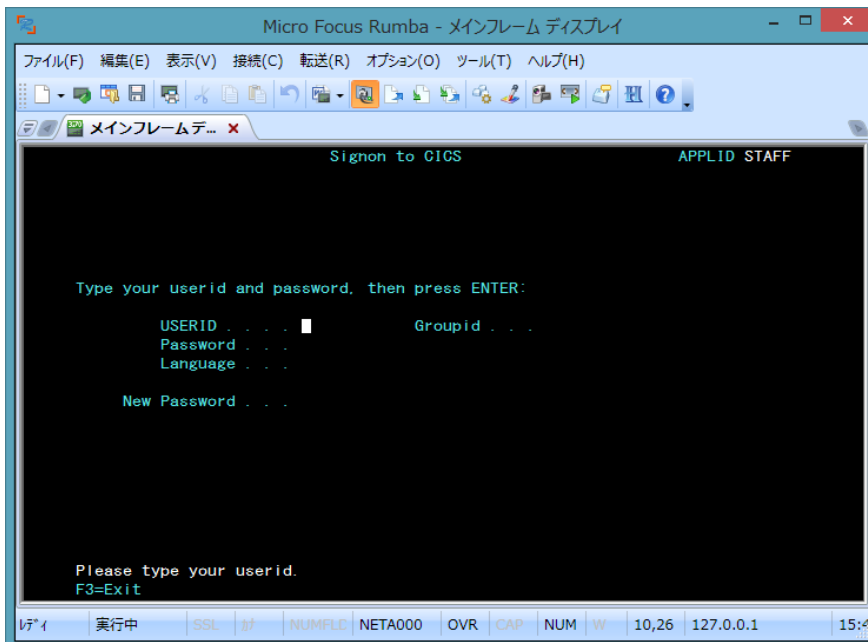 Micro Focus Rumba - メインフレーム ディスプレイ
ファイル(F) 編集(E) 表示(V) 接続(C) 転送(R) オプション(O) ツール(T) ヘルプ(H)
メインフレームデ...
Signon to CICS APPLID STAFF
Type your userid and password, then press ENTER:
USERID . . . . Groupid . . .
Password . . .
Language . . .
New Password . . .
Please type your userid.
F3=Exit
ﾚﾃﾞｨ 実行中 SSL ｶﾅ NUMFLD NETA000 OVR CAP NUM W 10,26 127.0.0.1